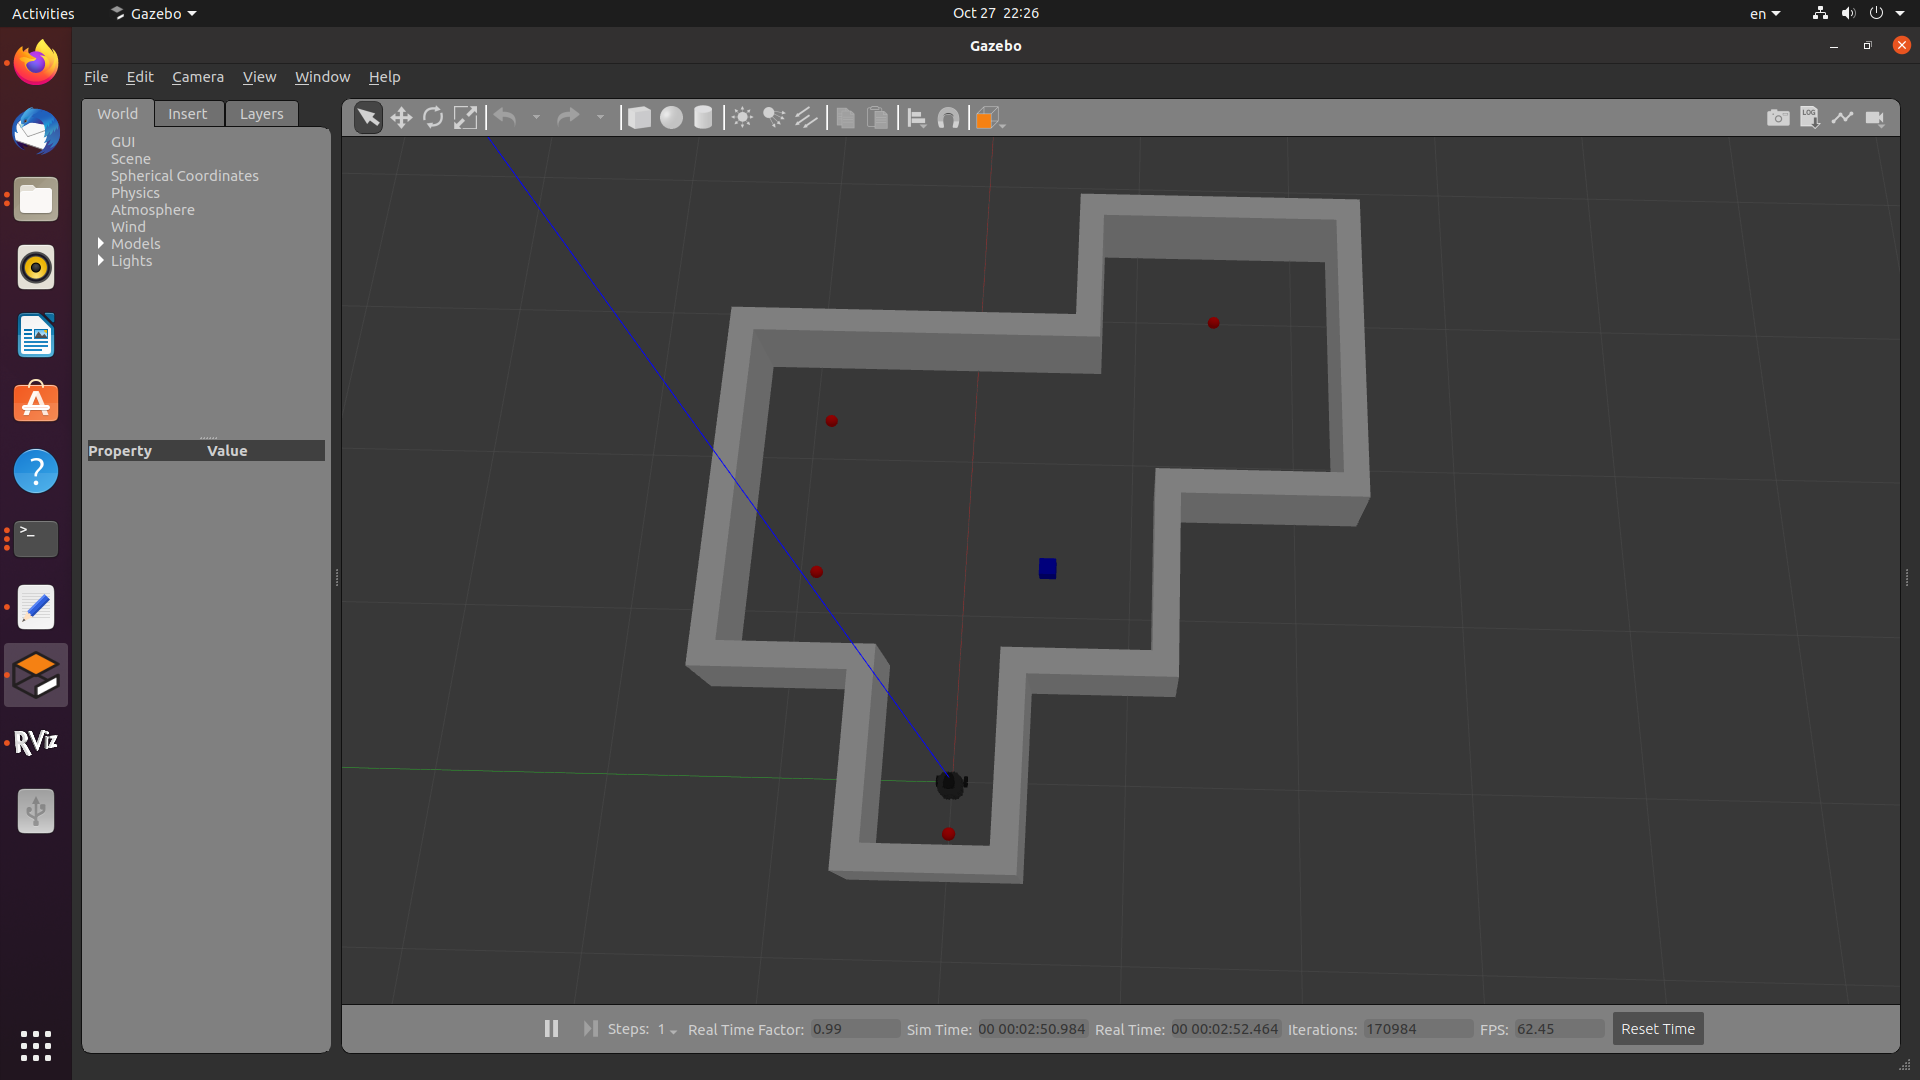 Activities Gazebo Oct 27 22:26 en
Gazebo
File Edit Camera View Window Help
World Insert Layers
LOG
GUI
Scene
Spherical Coordinates
Physics
Atmosphere
Wind
Models
Lights
Property Value
?
>_
RViz
Steps: 1 Real Time Factor: 0.99 Sim Time: 00 00:02:50.984 Real Time: 00 00:02:52.464 Iterations: 170984 FPS: 62.45 Reset Time